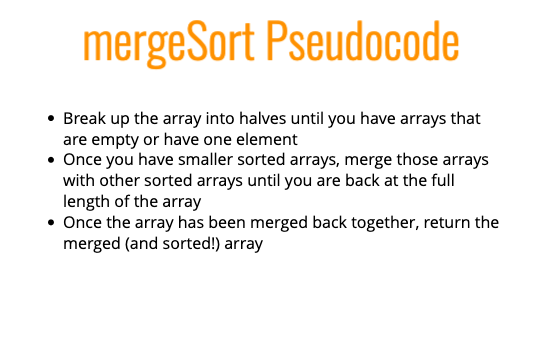 mergeSort Pseudocode
• Break up the array into halves until you have arrays that
are empty or have one element
• Once you have smaller sorted arrays, merge those arrays
with other sorted arrays until you are back at the full
length of the array
• Once the array has been merged back together, return the
merged (and sorted!) array